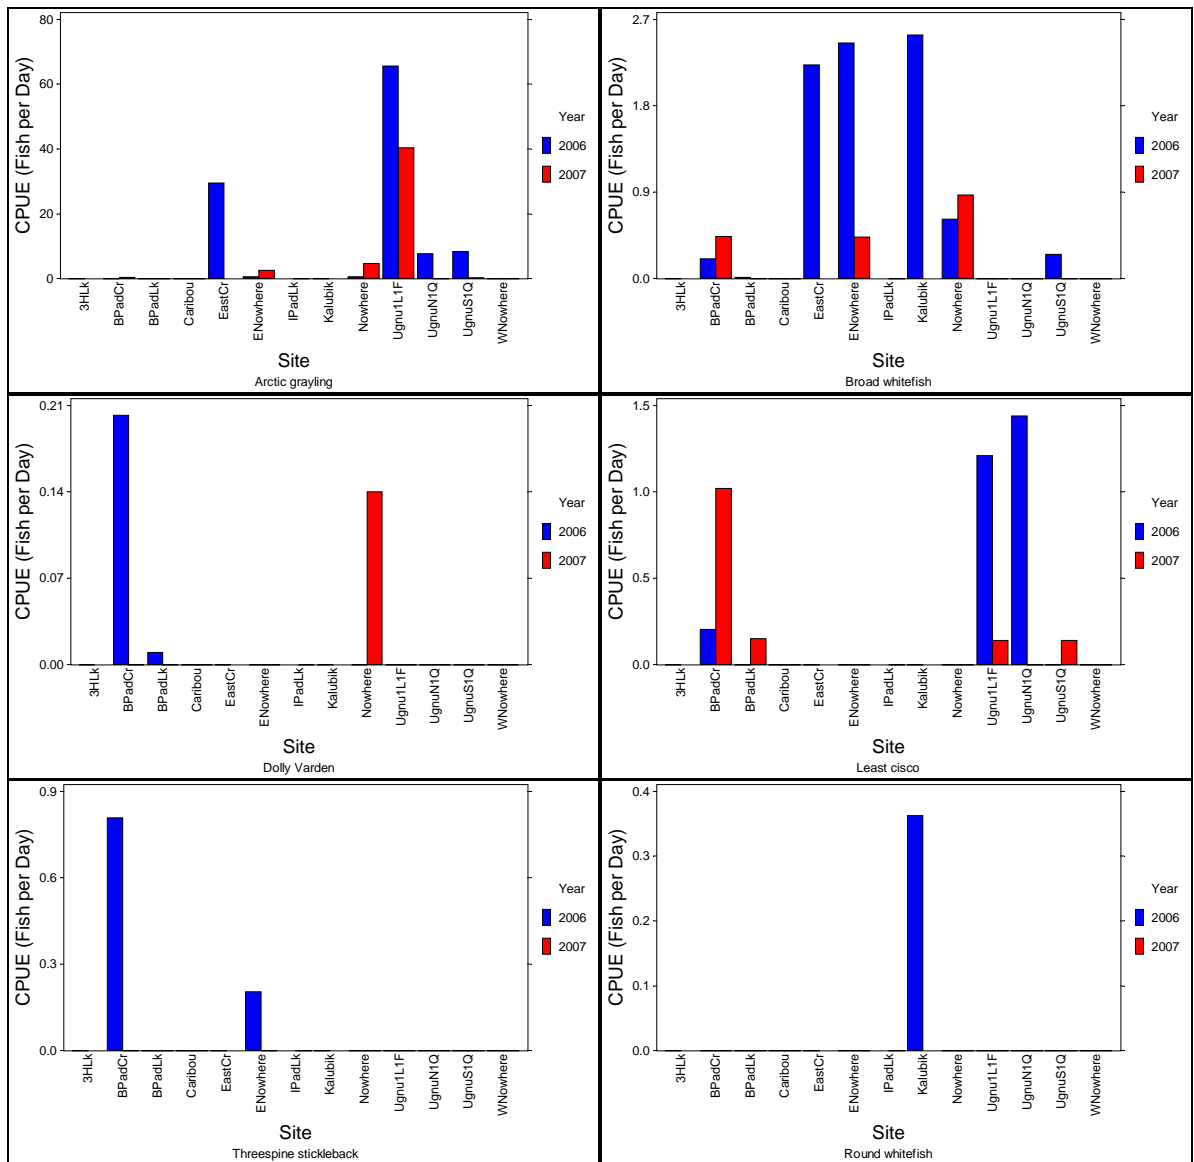 80
60
40
20
0
CPUE (Fish per Day)
3HLk
BPadCr
BPadLk
Caribou
EastCr
ENowhere
IPadLk
Kalubik
Nowhere
Ugnu1L1F
UgnuN1Q
UgnuS1Q
WNowhere
Site
Arctic grayling
Year
2006
2007
2.7
1.8
0.9
0.0
CPUE (Fish per Day)
3HLk
BPadCr
BPadLk
Caribou
EastCr
ENowhere
IPadLk
Kalubik
Nowhere
Ugnu1L1F
UgnuN1Q
UgnuS1Q
WNowhere
Site
Broad whitefish
Year
2006
2007
0.21
0.14
0.07
0.00
CPUE (Fish per Day)
3HLk
BPadCr
BPadLk
Caribou
EastCr
ENowhere
IPadLk
Kalubik
Nowhere
Ugnu1L1F
UgnuN1Q
UgnuS1Q
WNowhere
Site
Dolly Varden
Year
2006
2007
1.5
1.0
0.5
0.0
CPUE (Fish per Day)
3HLk
BPadCr
BPadLk
Caribou
EastCr
ENowhere
IPadLk
Kalubik
Nowhere
Ugnu1L1F
UgnuN1Q
UgnuS1Q
WNowhere
Site
Least cisco
Year
2006
2007
0.9
0.6
0.3
0.0
CPUE (Fish per Day)
3HLk
BPadCr
BPadLk
Caribou
EastCr
ENowhere
IPadLk
Kalubik
Nowhere
Ugnu1L1F
UgnuN1Q
UgnuS1Q
WNowhere
Site
Threespine stickleback
Year
2006
2007
0.4
0.3
0.2
0.1
0.0
CPUE (Fish per Day)
3HLk
BPadCr
BPadLk
Caribou
EastCr
ENowhere
IPadLk
Kalubik
Nowhere
Ugnu1L1F
UgnuN1Q
UgnuS1Q
WNowhere
Site
Round whitefish
Year
2006
2007